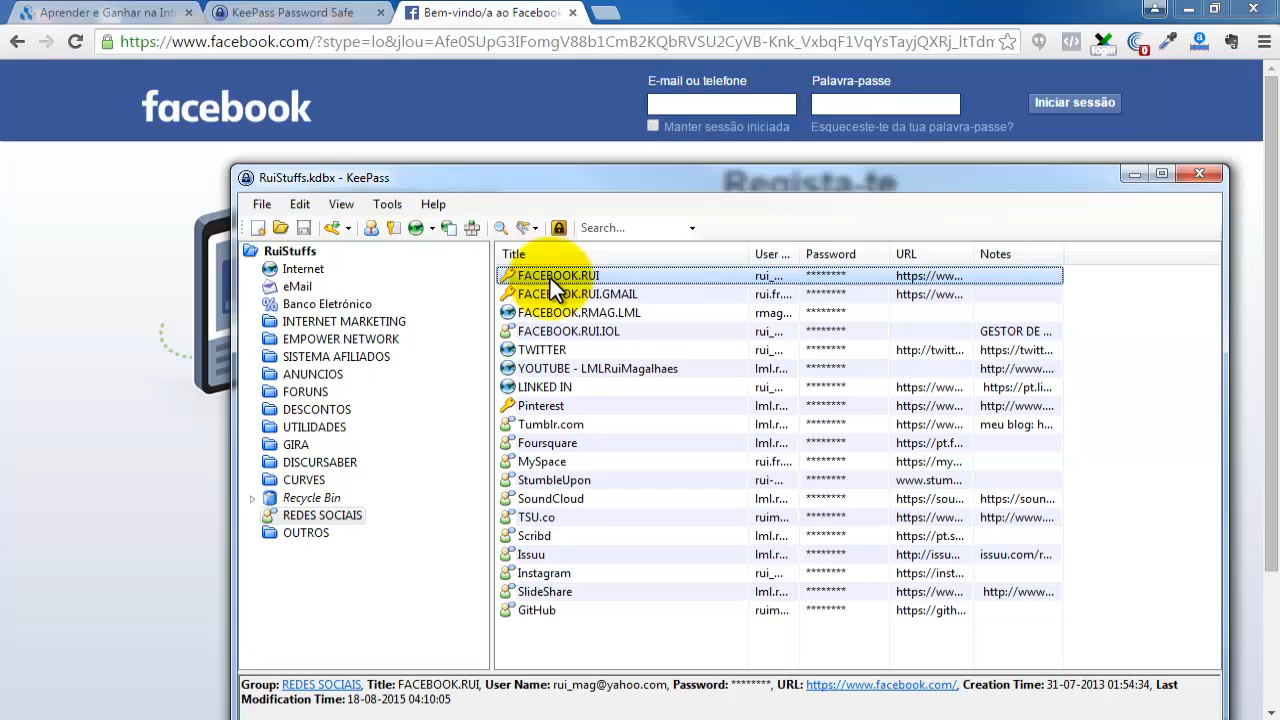 Aprender e Ganhar na Int
KeePass Password Safe
Bem-vindo/a ao Facebook
https://www.facebook.com/?stype=lo&jlou=
login
0
facebook
E-mail ou telefone
Palavra-passe
Iniciar sessão
Manter sessão iniciada
Esqueceste-te da tua palavra-passe?
Regista-te
RuiStuffs.kdbx - KeePass
File Edit View Tools Help
Search...
RuiStuffs
Internet
eMail
Banco Eletrónico
INTERNET MARKETING
EMPOWER NETWORK
SISTEMA AFILIADOS
ANUNCIOS
FORUNS
DESCONTOS
UTILIDADES
GIRA
DISCURSABER
CURVES
Recycle Bin
REDES SOCIAIS
OUTROS
Title User ... Password URL Notes
FACEBOOK.RUI rui_... ******** https://ww...
FACEBOOK.RUI.GMAIL rui.fr... ******** https://ww...
FACEBOOK.RMAG.LML rmag... ********
FACEBOOK.RUI.IOL rui_... ******** GESTOR DE ...
TWITTER rui_... ******** http://twitt... https://twitt...
YOUTUBE - LMLRuiMagalhaes lml.r... ******** http://www....
LINKED IN rui_... ******** https://ww... https://pt.li...
Pinterest lml.r... ******** https://ww... http://www....
Tumblr.com lml.r... ******** https://ww... meu blog: h...
Foursquare lml.r... ******** https://pt.f...
MySpace rui.fr.... ******** https://my...
StumbleUpon rui-... ******** www.stum...
SoundCloud lml.r... ******** https://sou... https://soun...
TSU.co ruim... ******** https://ww... http://www....
Scribd lml.r... ******** https://pt.s...
Issuu lml.r... ******** http://issu... issuu.com/r...
Instagram rui_... ******** https://inst...
SlideShare lml.r... ******** https://ww... http://www...
GitHub ruim... ******** https://gith...
Group: REDES SOCIAIS, Title: FACEBOOK.RUI, User Name: rui_mag@yahoo.com, Password: ********, URL: https://www.facebook.com/, Creation Time: 31-07-2013 01:54:34, Last
Modification Time: 18-08-2015 04:10:05